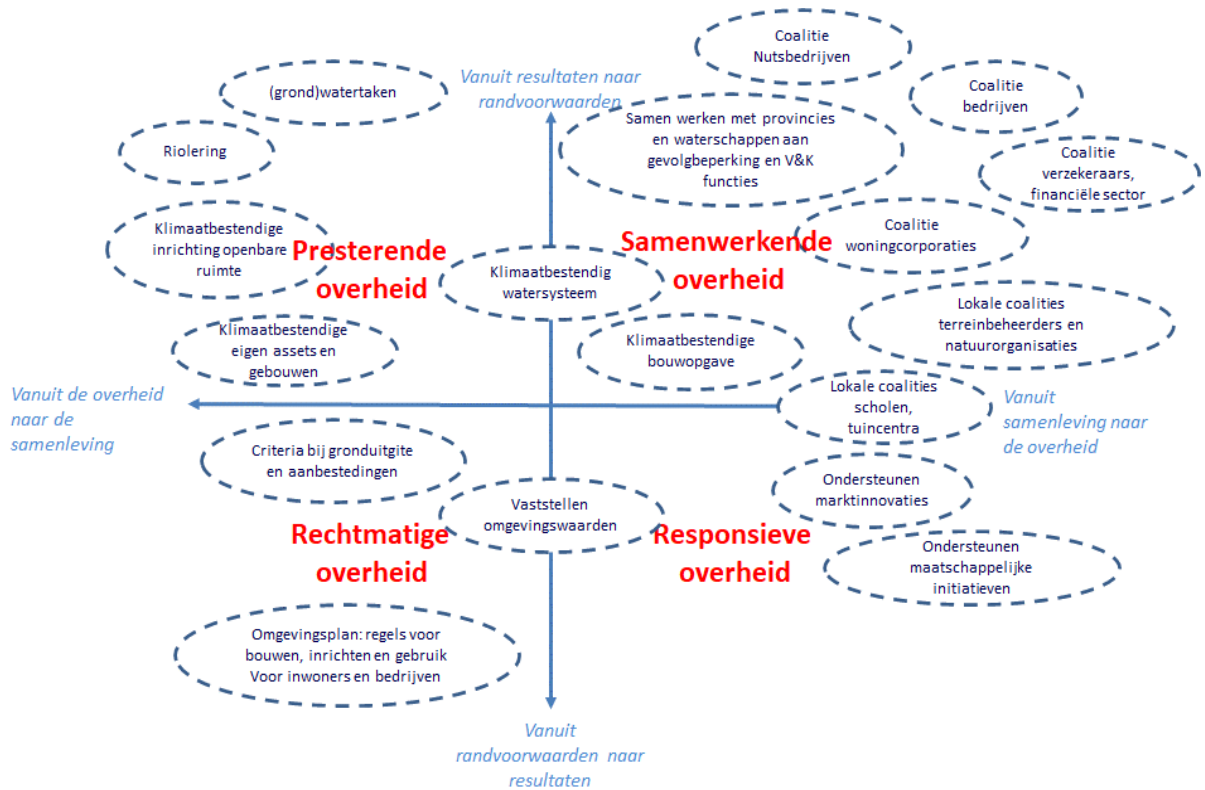 Coalitie
Nutsbedrijven
Vanuit resultaten naar
randvoorwaarden
(grond)watertaken
Coalitie
bedrijven
Samen werken met provincies
en waterschappen aan
gevolgbeperking en V&K
functies
Riolering
Coalitie
verzekeraars,
financiële sector
Klimaatbestendige
inrichting openbare
ruimte
Presterende
overheid
Samenwerkende
overheid
Coalitie
woningcorporaties
Klimaatbestendig
watersysteem
Lokale coalities
terreinbeheerders en
natuurorganisaties
Klimaatbestendige
eigen assets en
gebouwen
Klimaatbestendige
bouwopgave
Vanuit de overheid
naar de
samenleving
Lokale coalities
scholen,
tuincentra
Vanuit
samenleving naar
de overheid
Criteria bij gronduitgite
en aanbestedingen
Ondersteunen
marktinnovaties
Vaststellen
omgevingswaarden
Rechtmatige
overheid
Responsieve
overheid
Ondersteunen
maatschappelijke
initiatieven
Omgevingsplan: regels voor
bouwen, inrichten en gebruik
Voor inwoners en bedrijven
Vanuit
randvoorwaarden naar
resultaten